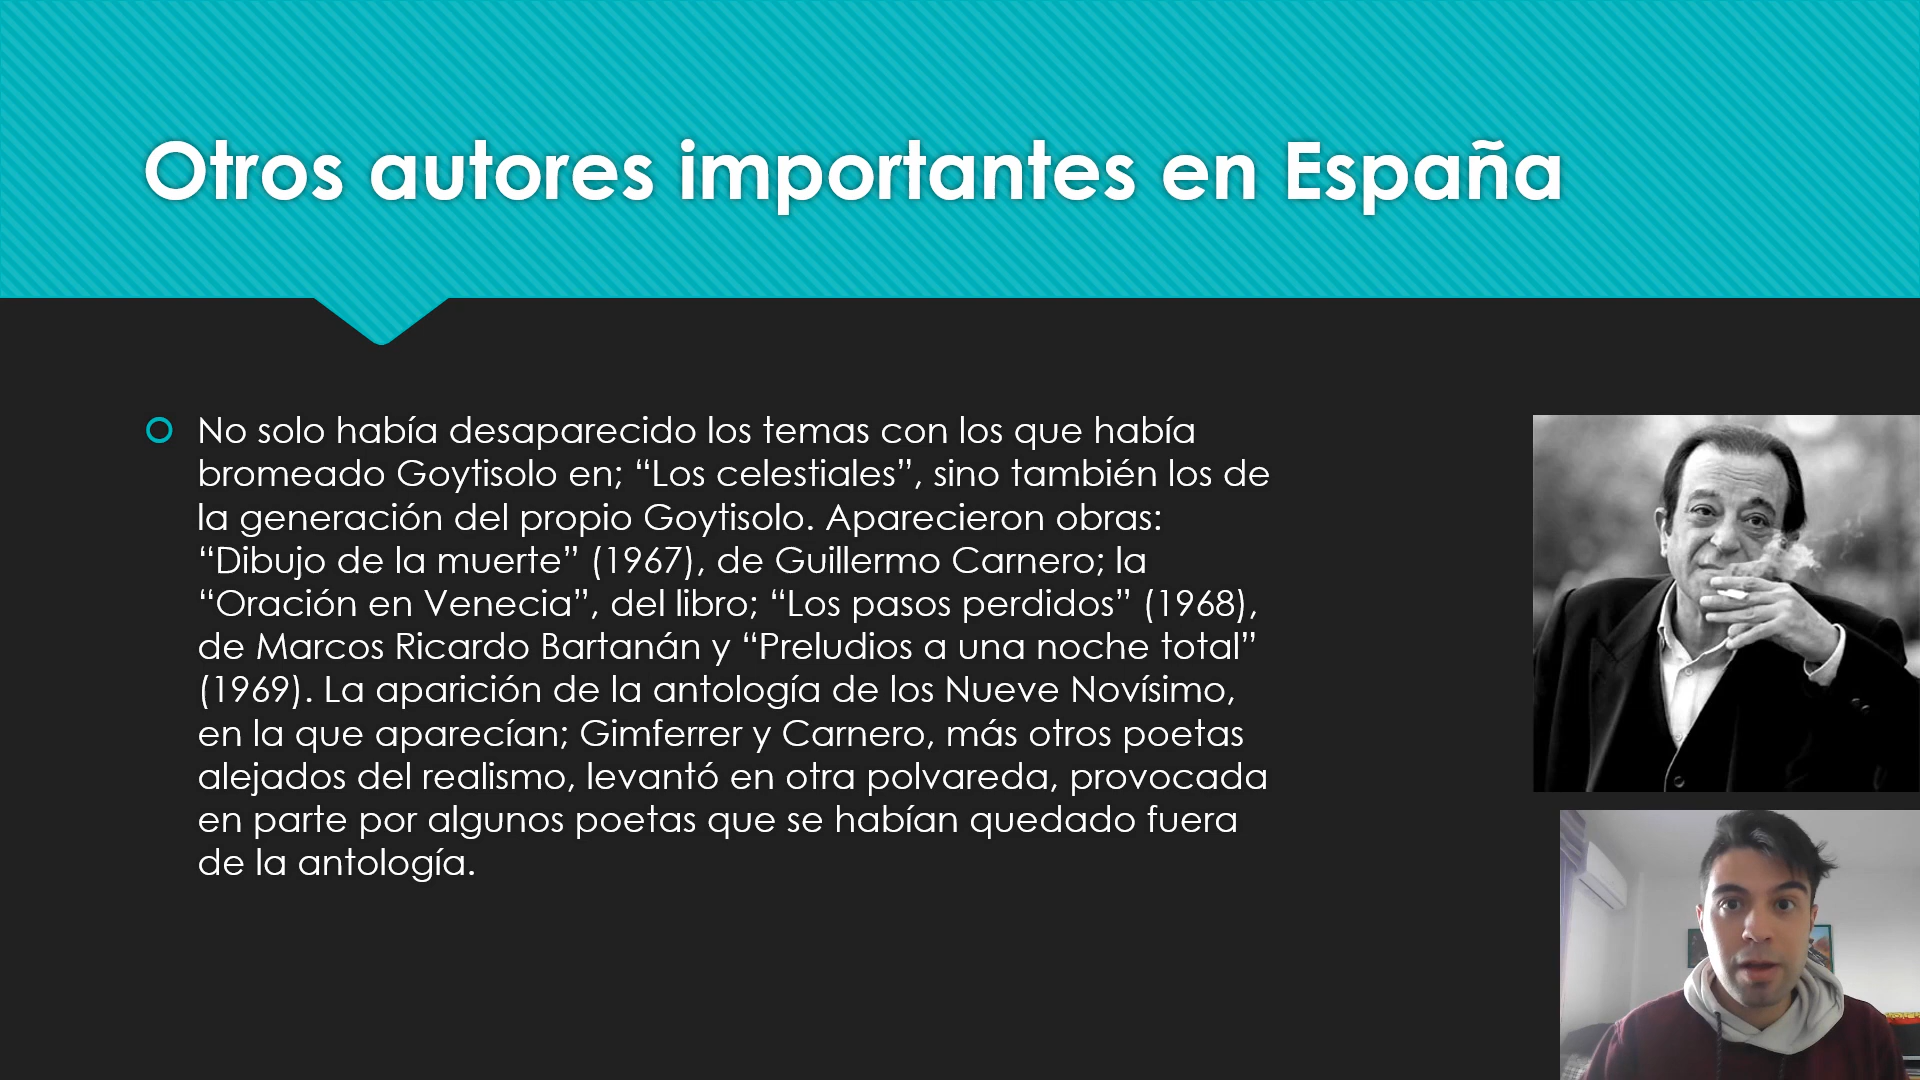 Otros autores importantes en España
No solo había desaparecido los temas con los que había
bromeado Goytisolo en; “Los celestiales”, sino también los de
la generación del propio Goytisolo. Aparecieron obras:
“Dibujo de la muerte” (1967), de Guillermo Carnero; la
“Oración en Venecia”, del libro; “Los pasos perdidos” (1968),
de Marcos Ricardo Bartanán y “Preludios a una noche total”
(1969). La aparición de la antología de los Nueve Novísimo,
en la que aparecían; Gimferrer y Carnero, más otros poetas
alejados del realismo, levantó en otra polvareda, provocada
en parte por algunos poetas que se habían quedado fuera
de la antología.